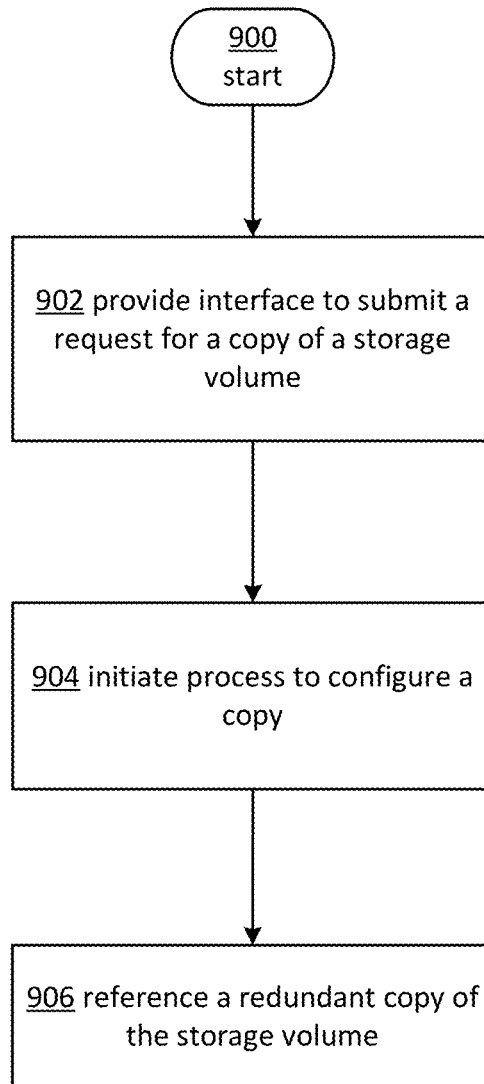 900
start
902 provide interface to submit a
request for a copy of a storage
volume
904 initiate process to configure a
copy
906 reference a redundant copy of
the storage volume